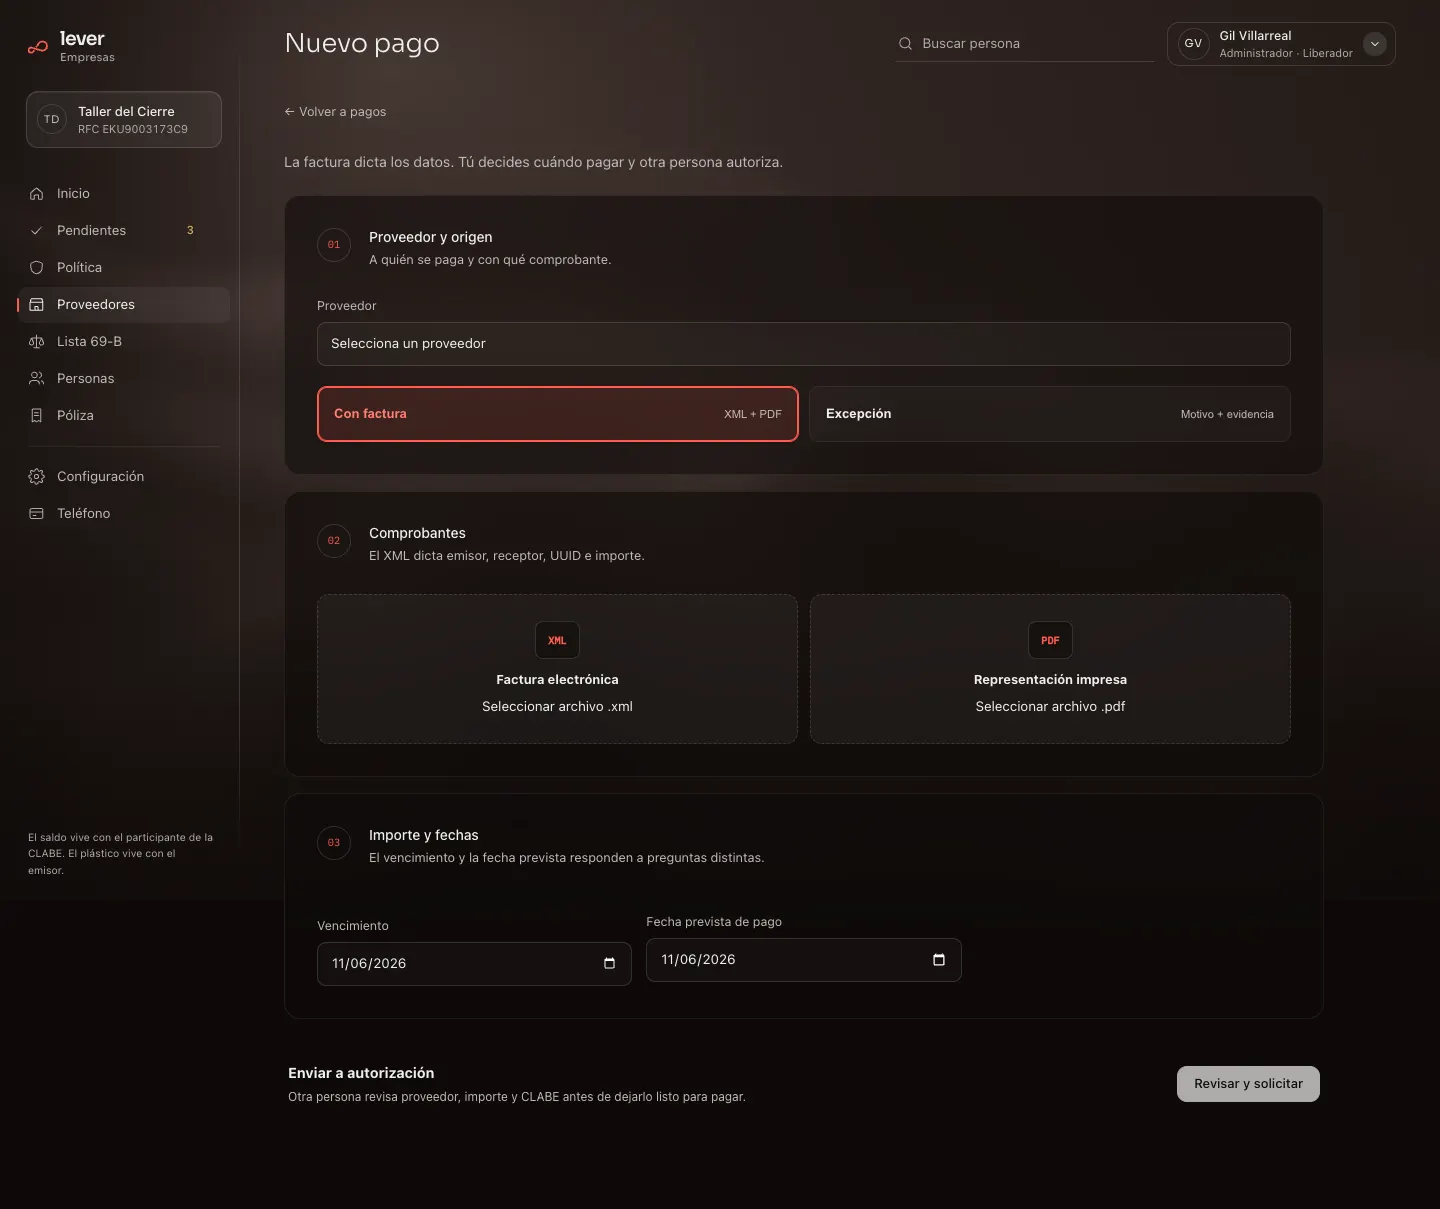 lever
Empresas
TD
Taller del Cierre
RFC EKU9003173C9
Inicio
Pendientes 3
Política
Proveedores
Lista 69-B
Personas
Póliza
Configuración
Teléfono
El saldo vive con el participante de la
CLABE. El plástico vive con el
emisor.
Nuevo pago
Buscar persona
GV
Gil Villarreal
Administrador · Liberador
← Volver a pagos
La factura dicta los datos. Tú decides cuándo pagar y otra persona autoriza.
01
Proveedor y origen
A quién se paga y con qué comprobante.
Proveedor
Selecciona un proveedor
Con factura XML + PDF
Excepción Motivo + evidencia
02
Comprobantes
El XML dicta emisor, receptor, UUID e importe.
XML
Factura electrónica
Seleccionar archivo .xml
PDF
Representación impresa
Seleccionar archivo .pdf
03
Importe y fechas
El vencimiento y la fecha prevista responden a preguntas distintas.
Vencimiento
11/06/2026
Fecha prevista de pago
11/06/2026
Enviar a autorización
Otra persona revisa proveedor, importe y CLABE antes de dejarlo listo para pagar.
Revisar y solicitar